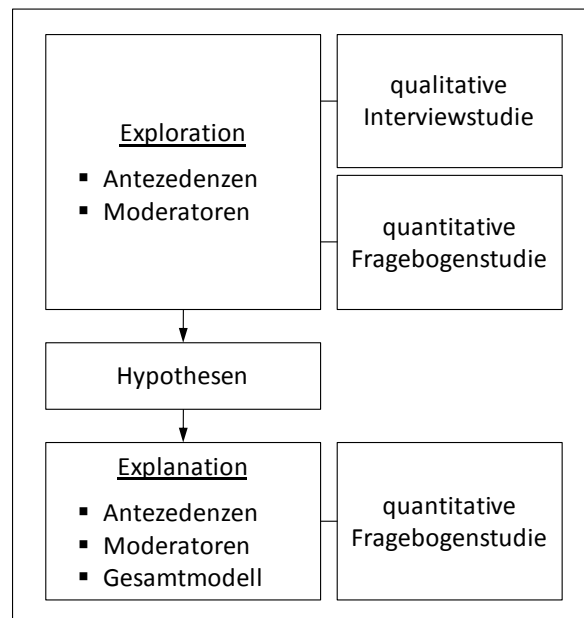 Exploration
▪ Antezedenzen
▪ Moderatoren
qualitative
Interviewstudie
quantitative
Fragebogenstudie
Hypothesen
Explanation
▪ Antezedenzen
▪ Moderatoren
▪ Gesamtmodell
quantitative
Fragebogenstudie